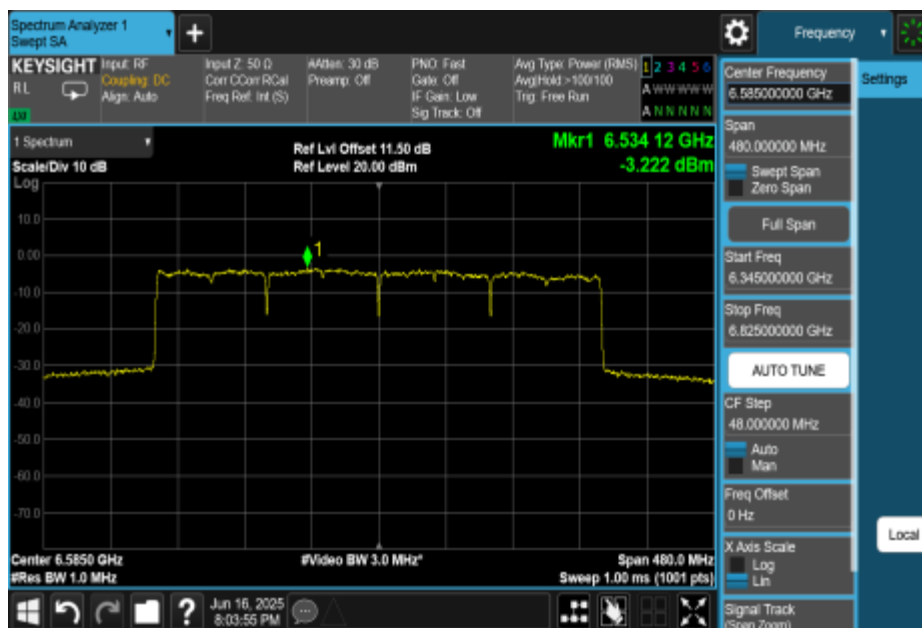 Spectrum Analyzer 1
Swept SA
+
Frequency
KEYSIGHT
RL
Input: RF
Coupling: DC
Align: Auto
Input Z: 50 Ω
Corr CCorr RCal
Freq Ref: Int (S)
#Atten: 30 dB
Preamp: Off
PNO: Fast
Gate: Off
IF Gain: Low
Sig Track: Off
Avg Type: Power (RMS)
Avg|Hold: >100/100
Trig: Free Run
1 2 3 4 5 6
A W W W W W
A N N N N N
1 Spectrum
Scale/Div 10 dB
Log
Ref Lvl Offset 11.50 dB
Ref Level 20.00 dBm
Mkr1 6.534 12 GHz
-3.222 dBm
10.0
0.00
-10.0
-20.0
-30.0
-40.0
-50.0
-60.0
-70.0
1
Center 6.5850 GHz
#Res BW 1.0 MHz
#Video BW 3.0 MHz*
Span 480.0 MHz
Sweep 1.00 ms (1001 pts)
Center Frequency
6.585000000 GHz
Span
480.000000 MHz
Swept Span
Zero Span
Full Span
Start Freq
6.345000000 GHz
Stop Freq
6.825000000 GHz
AUTO TUNE
CF Step
48.000000 MHz
Auto
Man
Freq Offset
0 Hz
X Axis Scale
Log
Lin
Signal Track
(Span Zoom)
Settings
Local
?
Jun 16, 2025
8:03:55 PM